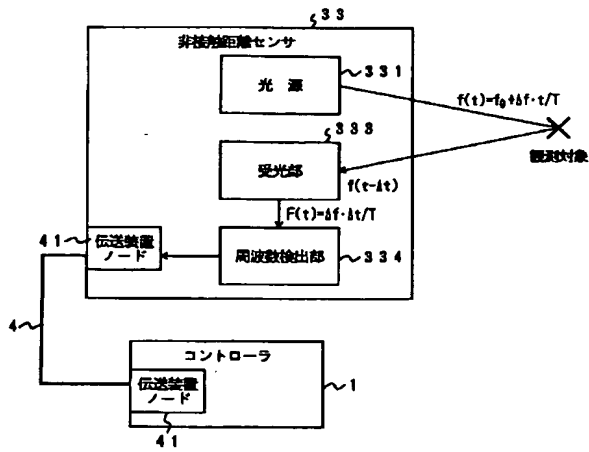 33
非接触距離センサ
光 源
331
f(t)=f₀+Δf·t/T
観測対象
333
受光部
f(t-Δt)
F(t)=Δf·Δt/T
41
伝送装置
ノード
周波数検出部
334
4
コントローラ
伝送装置
ノード
1
41